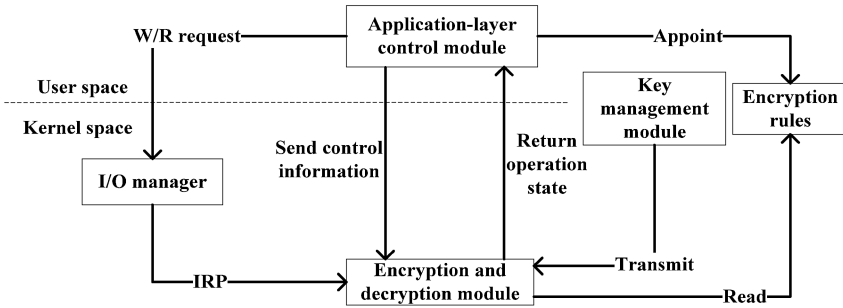 W/R request
Application-layer
control module
Appoint
User space
Kernel space
Key
management
module
Encryption
rules
I/O manager
Send control
information
Return
operation
state
IRP
Encryption and
decryption module
Transmit
Read